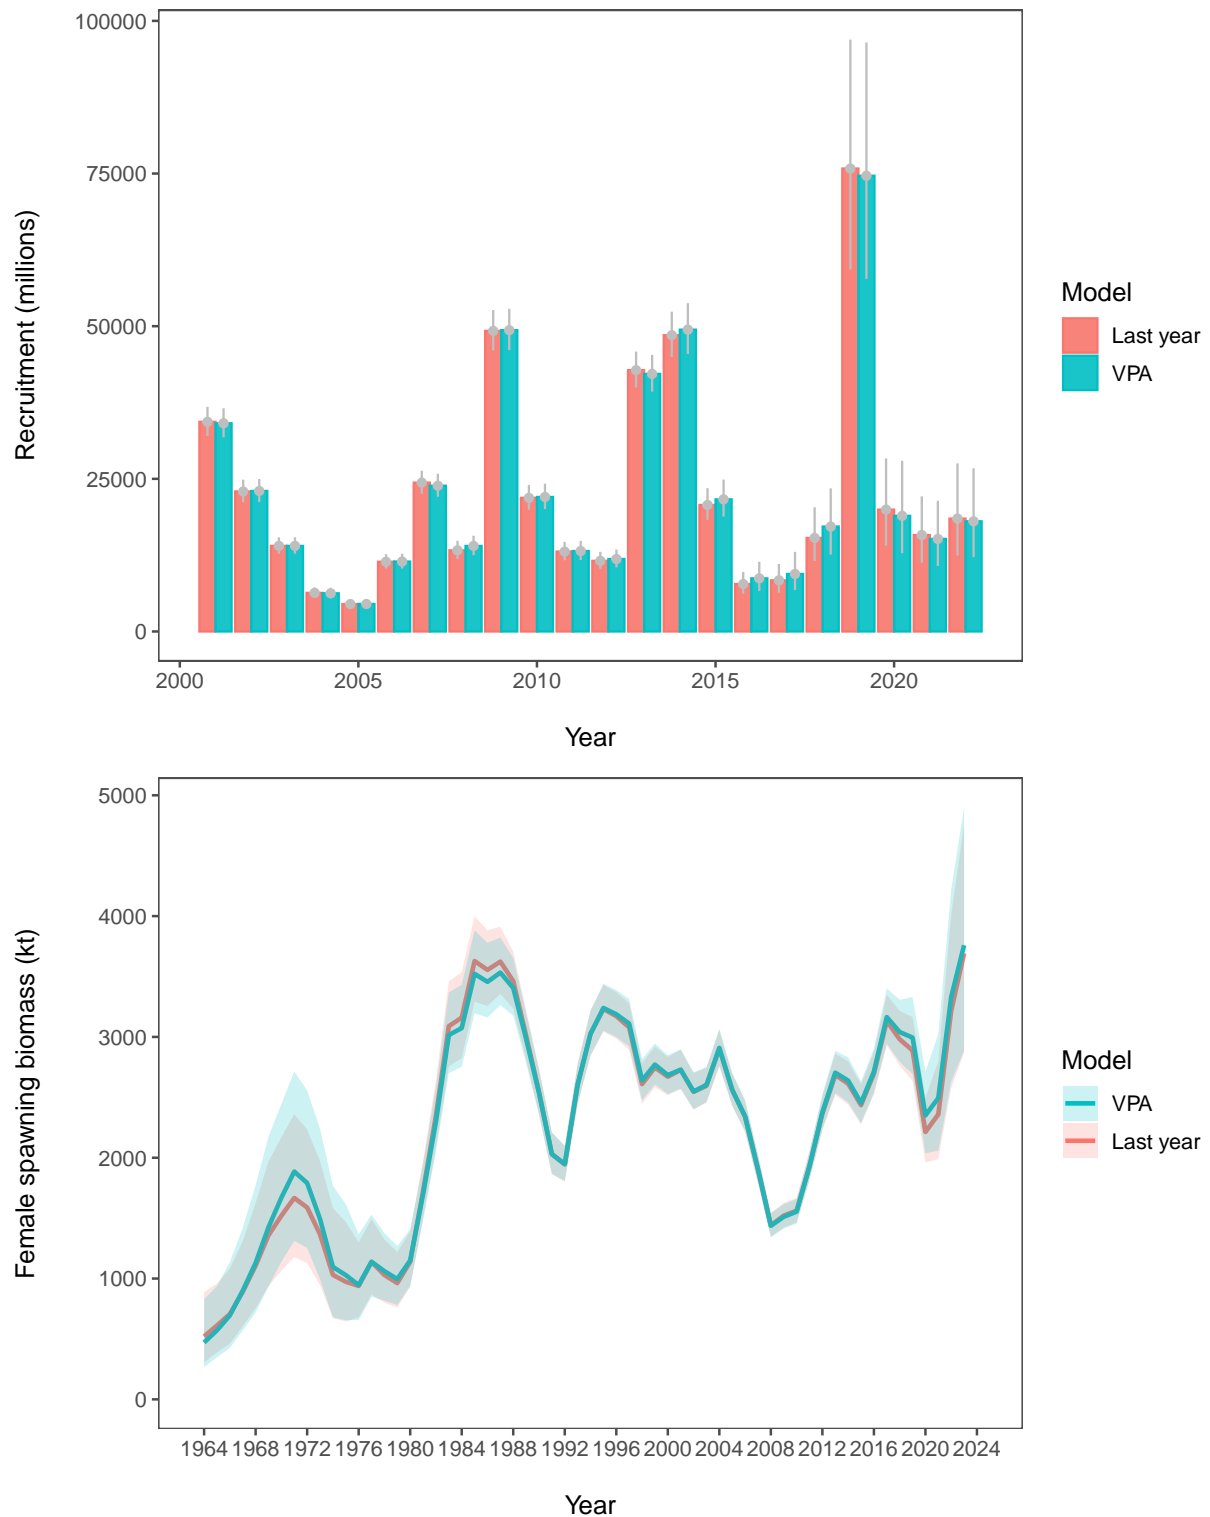 100000
75000
50000
25000
0
Recruitment (millions)
2000 2005 2010 2015 2020
Year
Model
Last year
VPA
5000
4000
3000
2000
1000
0
Female spawning biomass (kt)
1964 1968 1972 1976 1980 1984 1988 1992 1996 2000 2004 2008 2012 2016 2020 2024
Year
Model
VPA
Last year